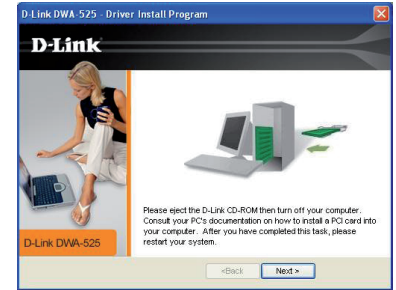 D-Link DWA-525 - Driver Install Program
D-Link
Please eject the D-Link CD-ROM then turn off your computer.
Consult your PC's documentation on how to install a PCI card into
your computer. After you have completed this task, please
restart your system.
D-Link DWA-525
<Back
Next >